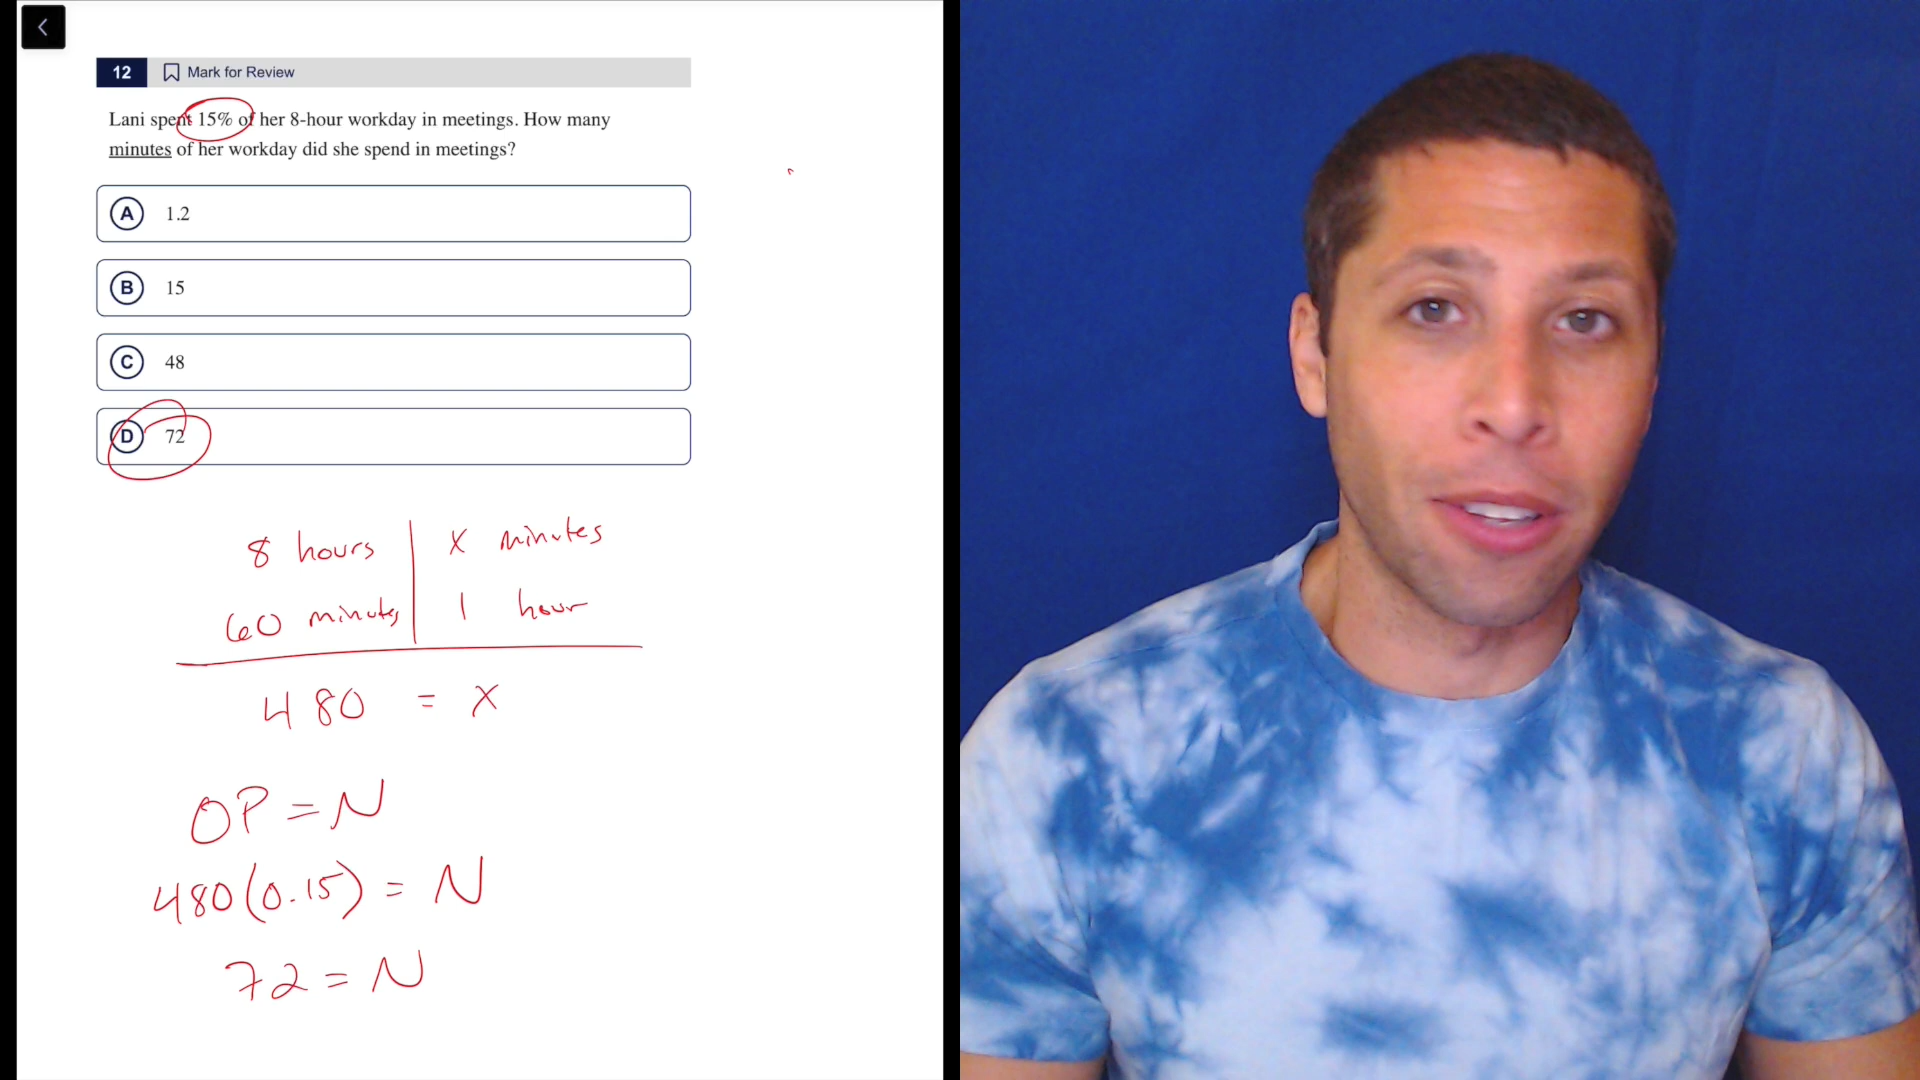 12 Mark for Review
Lani spent 15% of her 8-hour workday in meetings. How many
minutes of her workday did she spend in meetings?
A 1.2
B 15
C 48
D 72
8 hours | x minutes
60 minutes | 1 hour
480 = x
OP = N
480(0.15) = N
72 = N